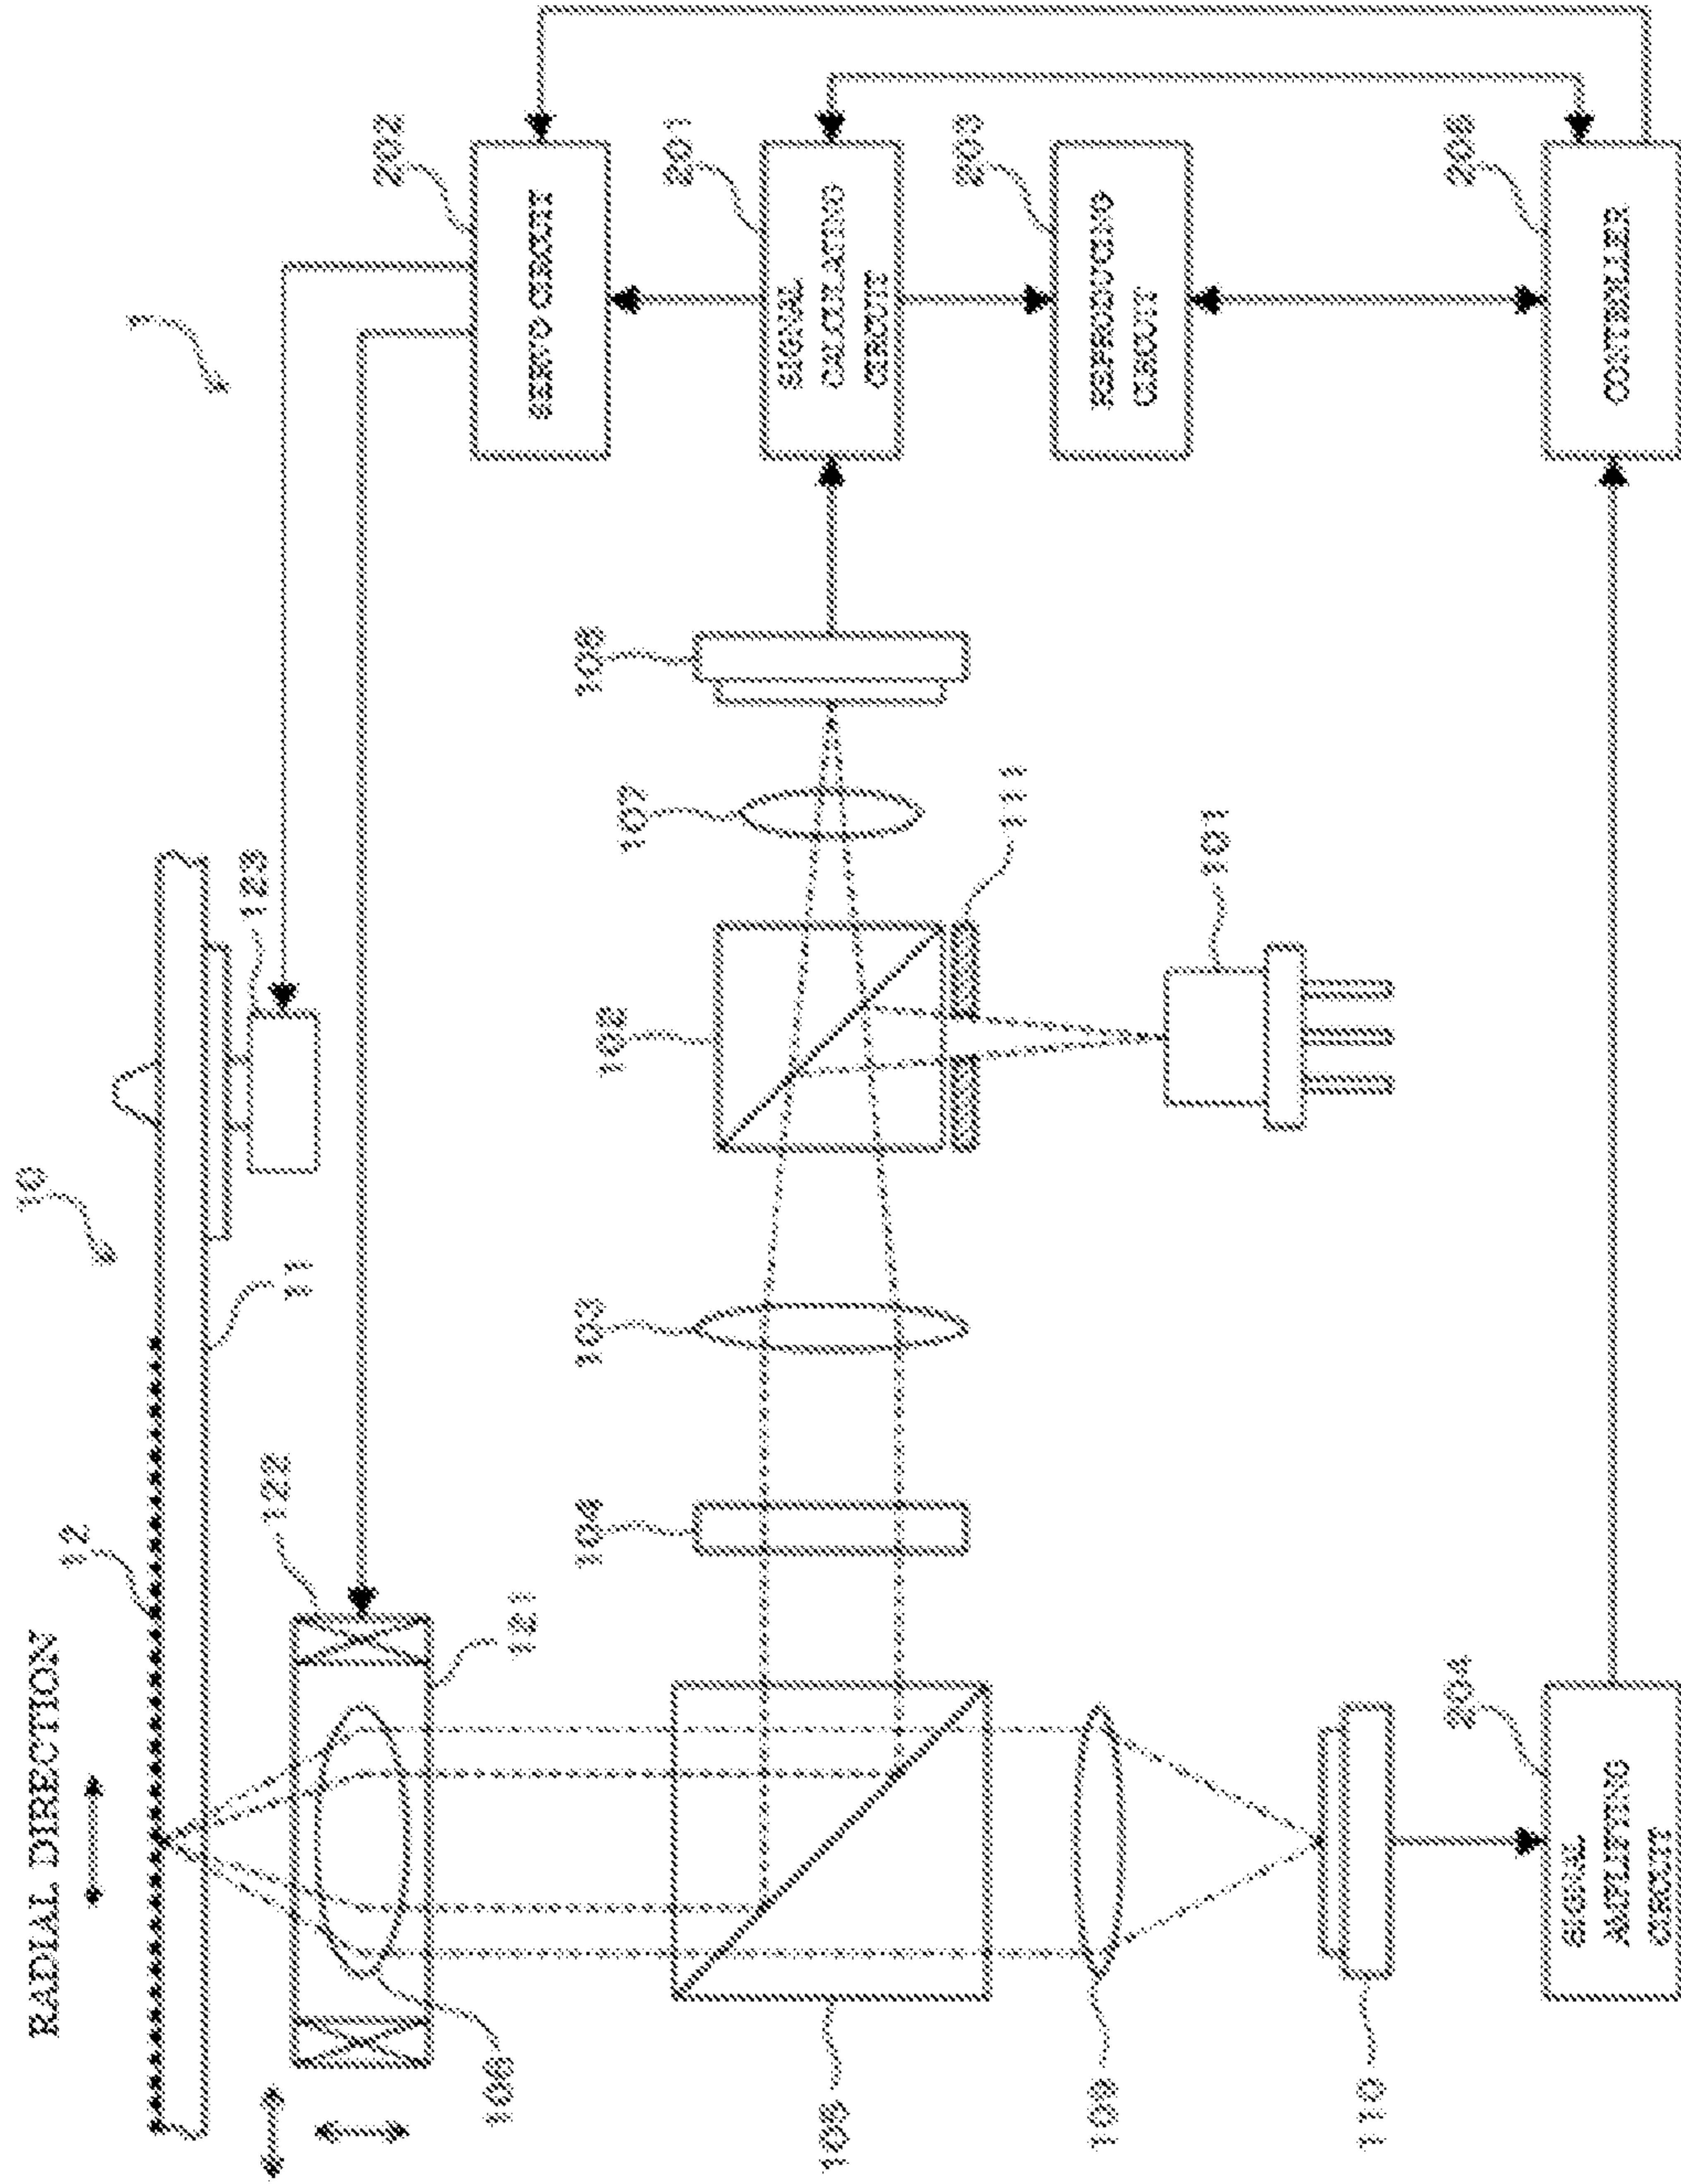 RADIAL DIRECTION
12
10
1
11
123
122
121
106
202
SERVO CIRCUIT
104
103
102
107
108
201
SIGNAL
CALCULATING
CIRCUIT
105
111
203
REPRODUCING
CIRCUIT
109
101
110
204
SIGNAL
CIRCUIT
205
CONTROLLER